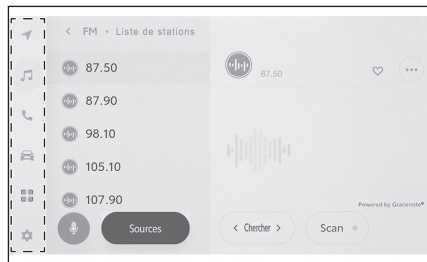 < FM • Liste de stations
87.50
87.90
98.10
105.10
107.90
Sources
87.50
Powered by Gracenote®
< Chercher >
Scan